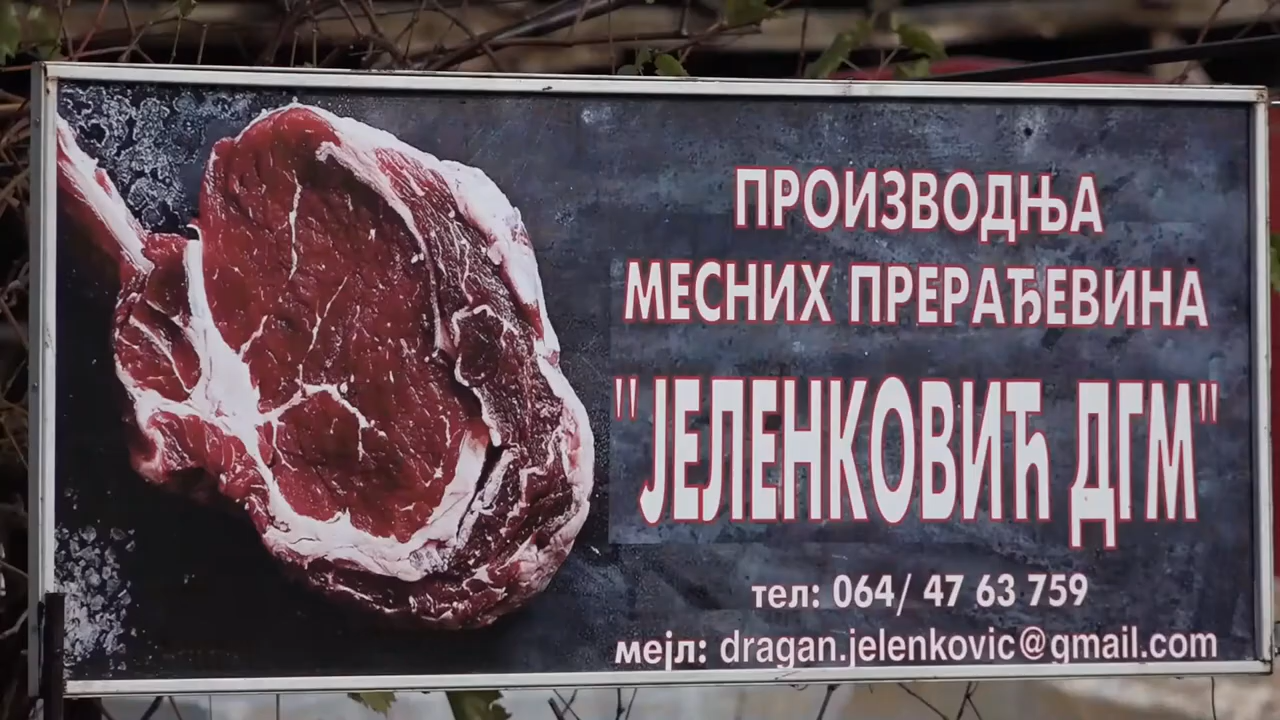 ПРОИЗВОДЊА
МЕСНИХ ПРЕРАЂЕВИНА
"ЈЕЛЕНКОВИЋ ДГМ"
тел: 064/ 47 63 759
мејл: dragan.jelenkovic@gmail.com